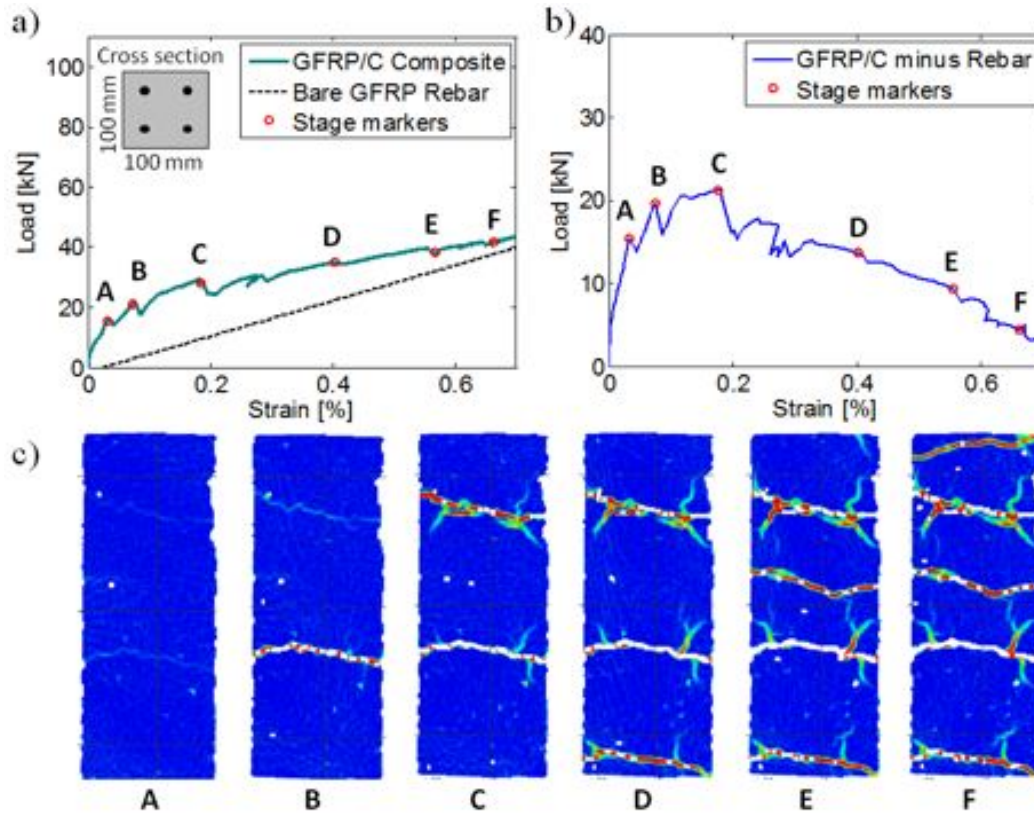 a)
100
80
60
40
20
0
Load [kN]
Cross section
100 mm
100 mm
GFRP/C Composite
Bare GFRP Rebar
Stage markers
A
B
C
D
E
F
0
0.2
0.4
0.6
Strain [%]
b)
40
30
20
10
0
Load [kN]
GFRP/C minus Rebar
Stage markers
A
B
C
D
E
F
0
0.2
0.4
0.6
Strain [%]
c)
A
B
C
D
E
F